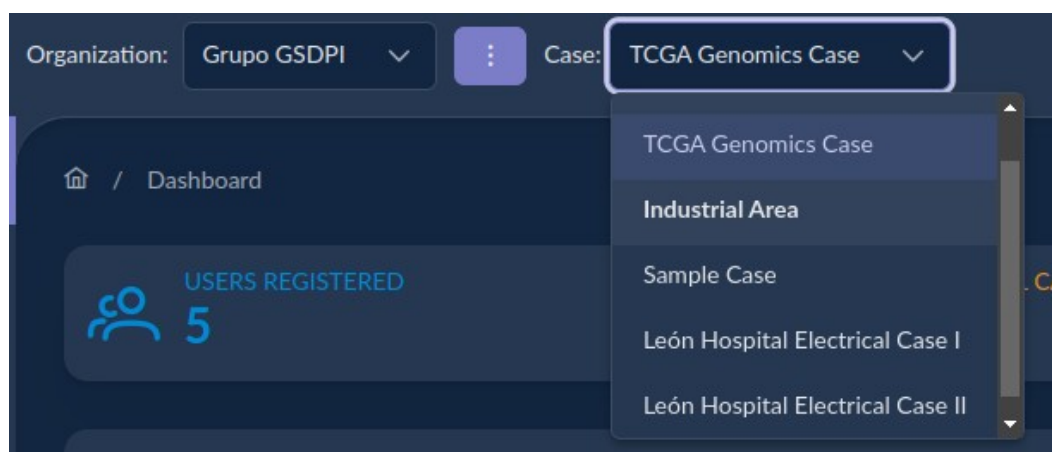 Organization: Grupo GSDPI Case: TCGA Genomics Case
TCGA Genomics Case
Dashboard
Industrial Area
USERS REGISTERED
5
Sample Case
León Hospital Electrical Case I
León Hospital Electrical Case II